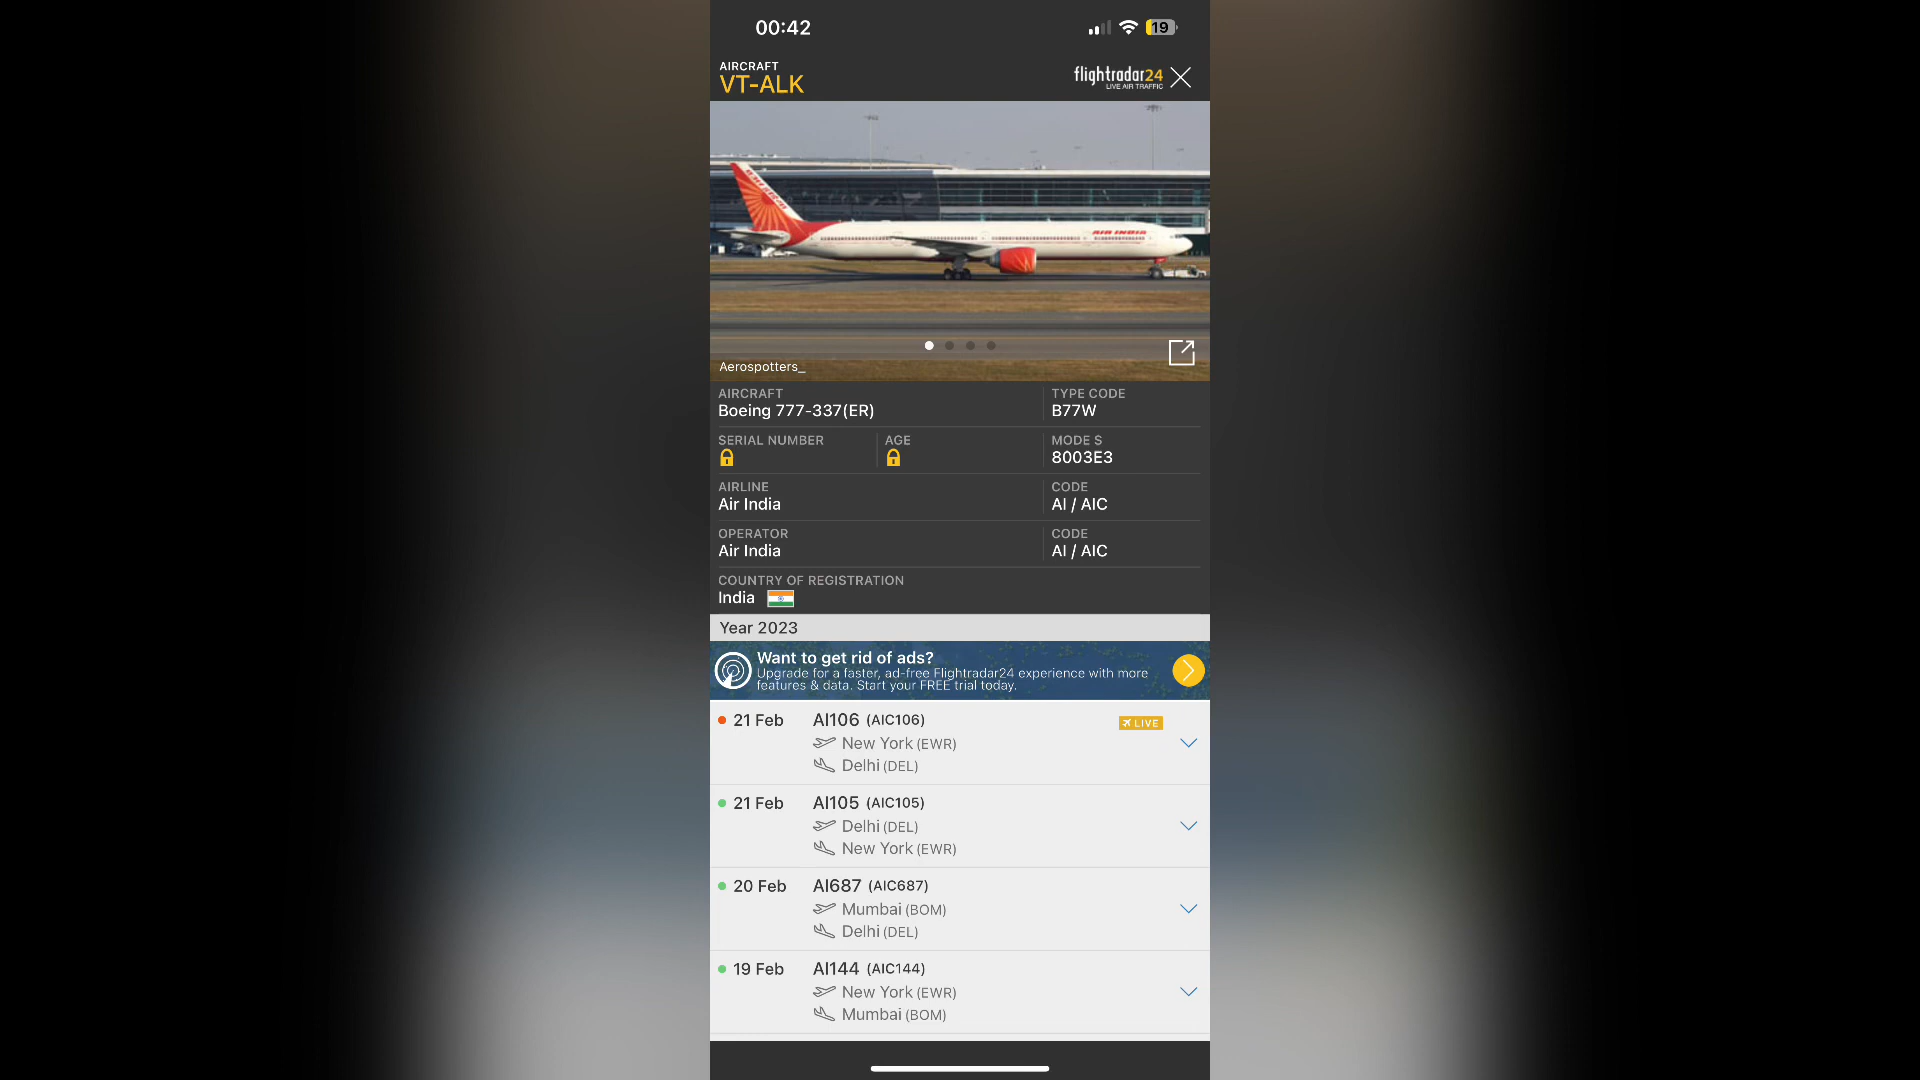 00:42
19
AIRCRAFT
VT-ALK
flightradar24
LIVE AIR TRAFFIC
AIR INDIA
Aerospotters_
AIRCRAFT
Boeing 777-337(ER)
TYPE CODE
B77W
SERIAL NUMBER
AGE
MODE S
8003E3
AIRLINE
Air India
CODE
AI / AIC
OPERATOR
Air India
CODE
AI / AIC
COUNTRY OF REGISTRATION
India
Year 2023
Want to get rid of ads?
Upgrade for a faster, ad-free Flightradar24 experience with more
features & data. Start your FREE trial today.
21 Feb
AI106 (AIC106)
LIVE
New York (EWR)
Delhi (DEL)
21 Feb
AI105 (AIC105)
Delhi (DEL)
New York (EWR)
20 Feb
AI687 (AIC687)
Mumbai (BOM)
Delhi (DEL)
19 Feb
AI144 (AIC144)
New York (EWR)
Mumbai (BOM)